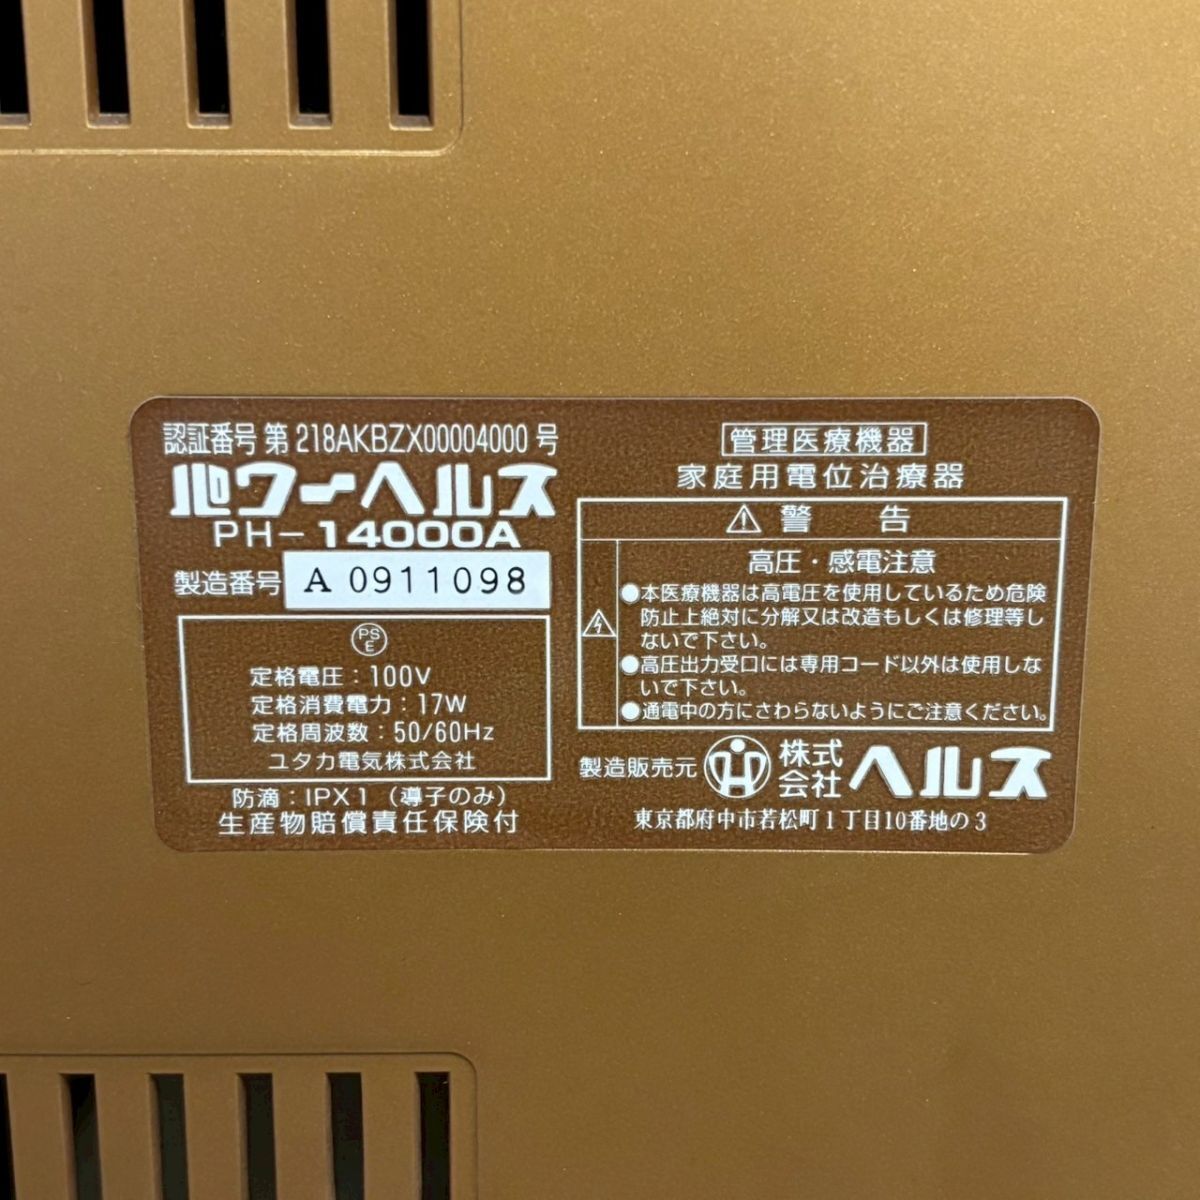 認証番号 第 218AKBZX00004000 号
パワーヘルス
PH-14000A
製造番号 A 0911098
PSE
定格電圧：100V
定格消費電力：17W
定格周波数：50/60Hz
ユタカ電気株式会社
防滴：IPX1（導子のみ）
生産物賠償責任保険付
管理医療機器
家庭用電位治療器
警 告
高圧・感電注意
●本医療機器は高電圧を使用しているため危険
防止上絶対に分解又は改造もしくは修理等し
ないで下さい。
●高圧出力受口には専用コード以外は使用しな
いで下さい。
●通電中の方にさわらないようにご注意ください。
製造販売元 株式会社 ヘルス
東京都府中市若松町1丁目10番地の3